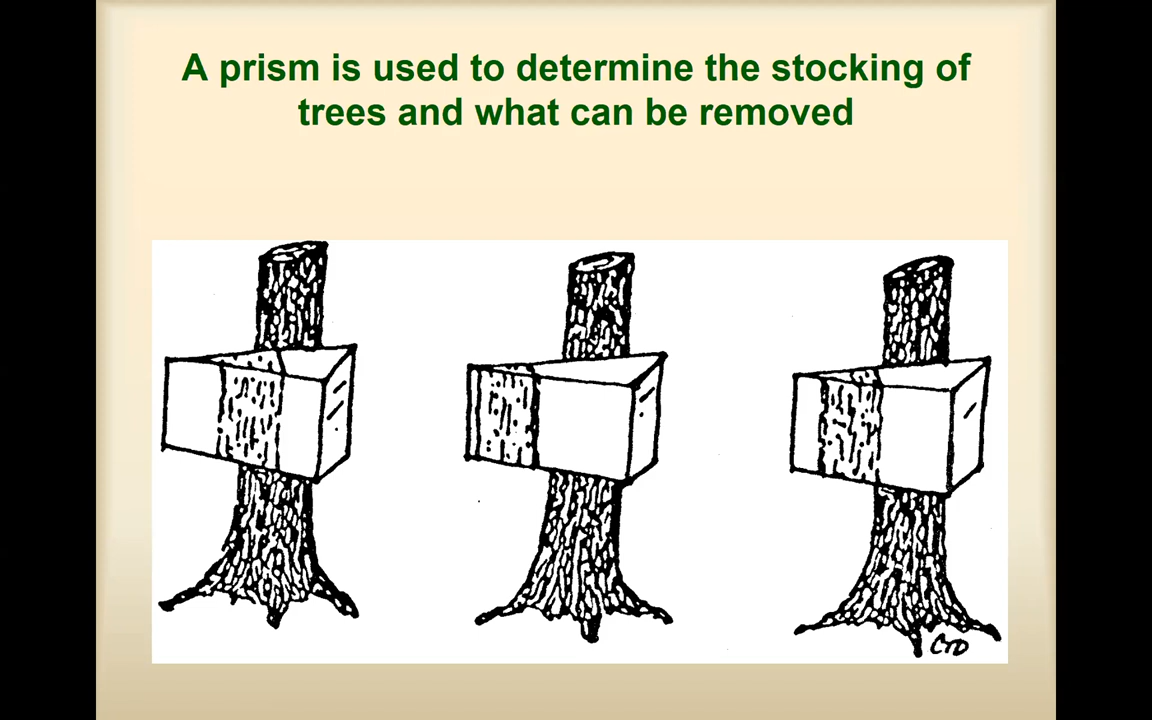 A prism is used to determine the stocking of
trees and what can be removed
CTD